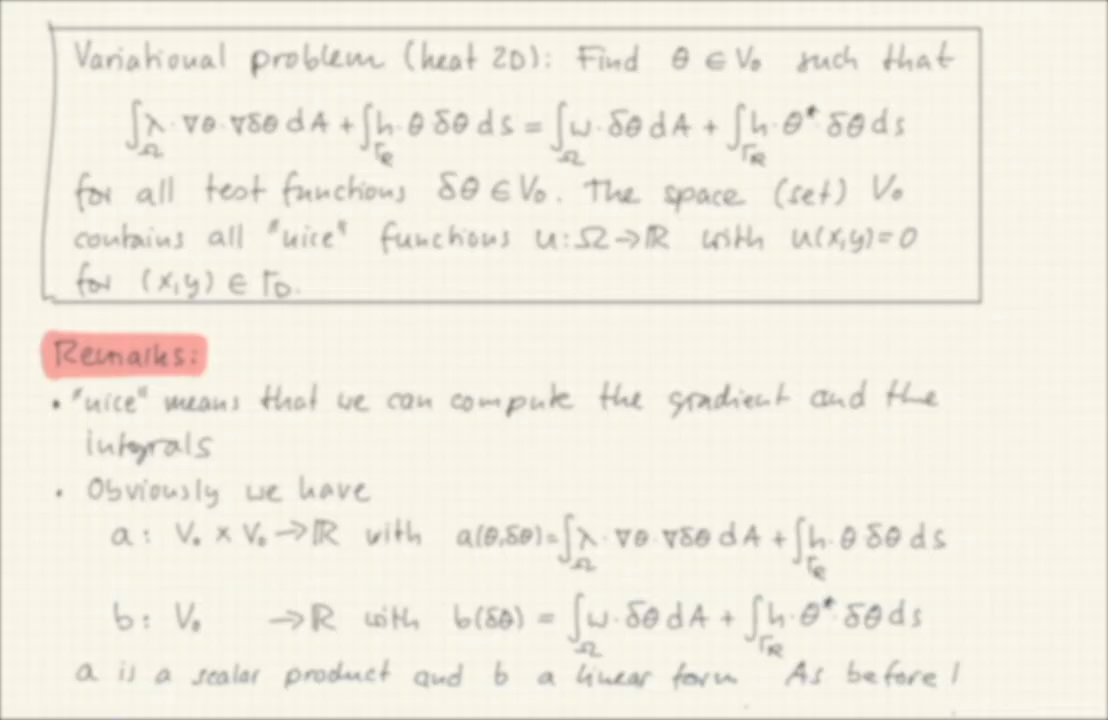 Variational problem (heat 2D): Find θ ∈ V₀ such that
∫_Ω λ · ∇θ · ∇δθ dA + ∫_Γ_R h · θ δθ ds = ∫_Ω w · δθ dA + ∫_Γ_R h · θ* δθ ds
for all test functions δθ ∈ V₀. The space (set) V₀
contains all "nice" functions u: Ω → ℝ with u(x,y) = 0
for (x,y) ∈ Γ_D.
Remarks:
• "nice" means that we can compute the gradient and the
integrals
• Obviously we have
a: V₀ × V₀ → ℝ with a(θ,δθ) = ∫_Ω λ · ∇θ · ∇δθ dA + ∫_Γ_R h · θ δθ ds
b: V₀ → ℝ with b(δθ) = ∫_Ω w · δθ dA + ∫_Γ_R h · θ* δθ ds
a is a scalar product and b a linear form As before!